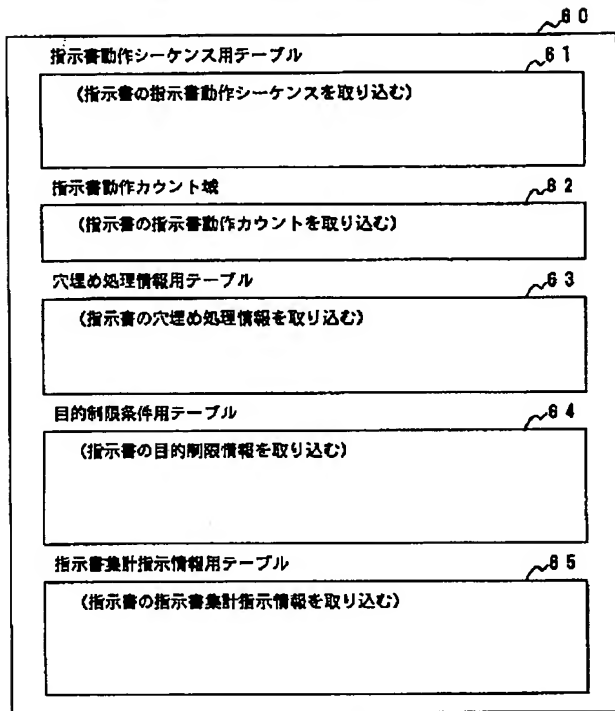 60
指示書動作シーケンス用テーブル 61
(指示書の指示書動作シーケンスを取り込む)
指示書動作カウント域 62
(指示書の指示書動作カウントを取り込む)
穴埋め処理情報用テーブル 63
(指示書の穴埋め処理情報を取り込む)
目的制限条件用テーブル 64
(指示書の目的制限情報を取り込む)
指示書集計指示情報用テーブル 65
(指示書の指示書集計指示情報を取り込む)